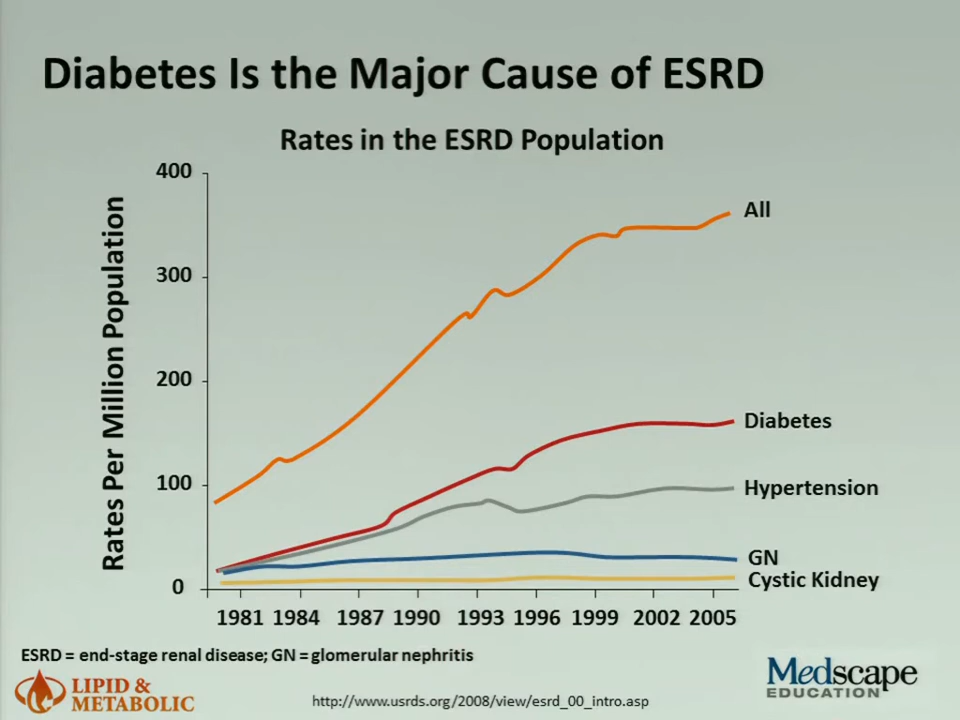 Diabetes Is the Major Cause of ESRD
Rates in the ESRD Population
Rates Per Million Population
400
300
200
100
0
All
Diabetes
Hypertension
GN
Cystic Kidney
1981 1984 1987 1990 1993 1996 1999 2002 2005
ESRD = end-stage renal disease; GN = glomerular nephritis
LIPID &
METABOLIC
http://www.usrds.org/2008/view/esrd_00_intro.asp
Medscape
EDUCATION